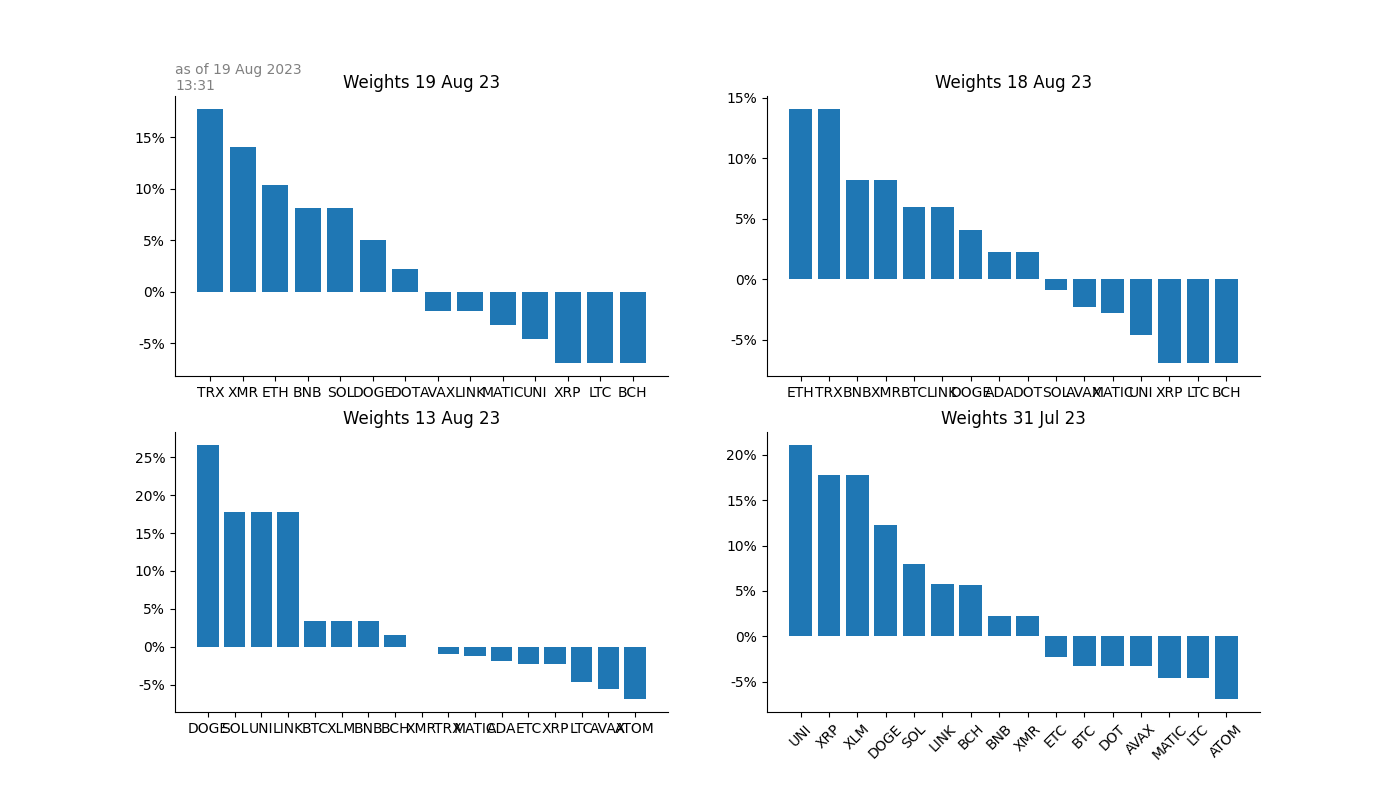 as of 19 Aug 2023
13:31
Weights 19 Aug 23
15%
10%
5%
0%
-5%
TRX XMR ETH BNB SOL DOGE DOT AVAX LINK MATIC UNI XRP LTC BCH
Weights 18 Aug 23
15%
10%
5%
0%
-5%
ETH TRX BNB XMR BTC LINK DOGE ADA DOT SOL AVAX MATIC UNI XRP LTC BCH
Weights 13 Aug 23
25%
20%
15%
10%
5%
0%
-5%
DOGE SOL UNI LINK BTC XLM BNB BCH XMR TRX MATIC ADA ETC XRP LTC AVAX ATOM
Weights 31 Jul 23
20%
15%
10%
5%
0%
-5%
UNI XRP XLM DOGE SOL LINK BCH BNB XMR ETC BTC DOT AVAX MATIC LTC ATOM